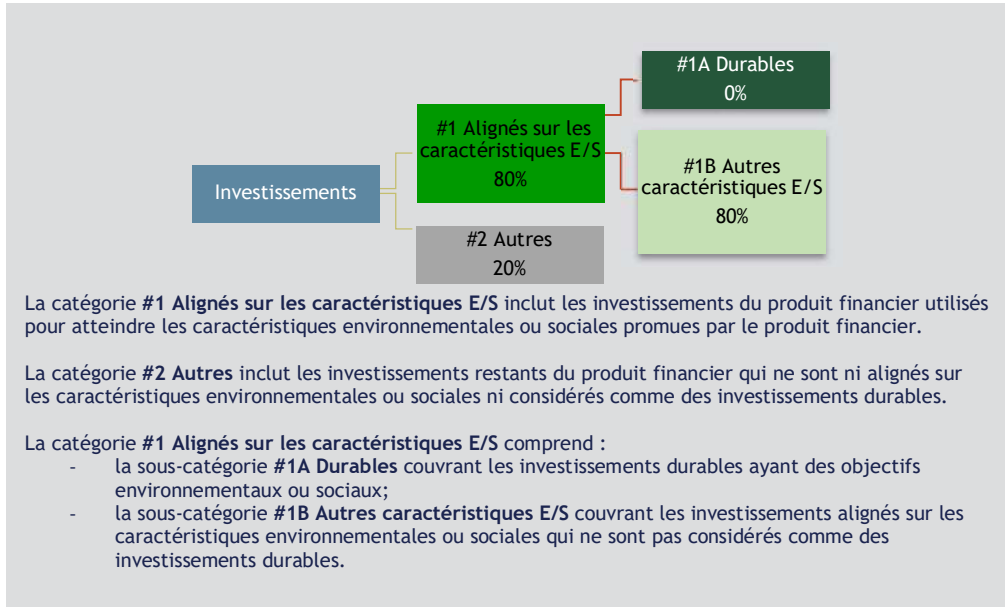 #1A Durables
0%
#1 Alignés sur les
caractéristiques E/S
80%
#1B Autres
caractéristiques E/S
80%
Investissements
#2 Autres
20%
La catégorie #1 Alignés sur les caractéristiques E/S inclut les investissements du produit financier utilisés
pour atteindre les caractéristiques environnementales ou sociales promues par le produit financier.
La catégorie #2 Autres inclut les investissements restants du produit financier qui ne sont ni alignés sur
les caractéristiques environnementales ou sociales ni considérés comme des investissements durables.
La catégorie #1 Alignés sur les caractéristiques E/S comprend :
- la sous-catégorie #1A Durables couvrant les investissements durables ayant des objectifs
environnementaux ou sociaux;
- la sous-catégorie #1B Autres caractéristiques E/S couvrant les investissements alignés sur les
caractéristiques environnementales ou sociales qui ne sont pas considérés comme des
investissements durables.